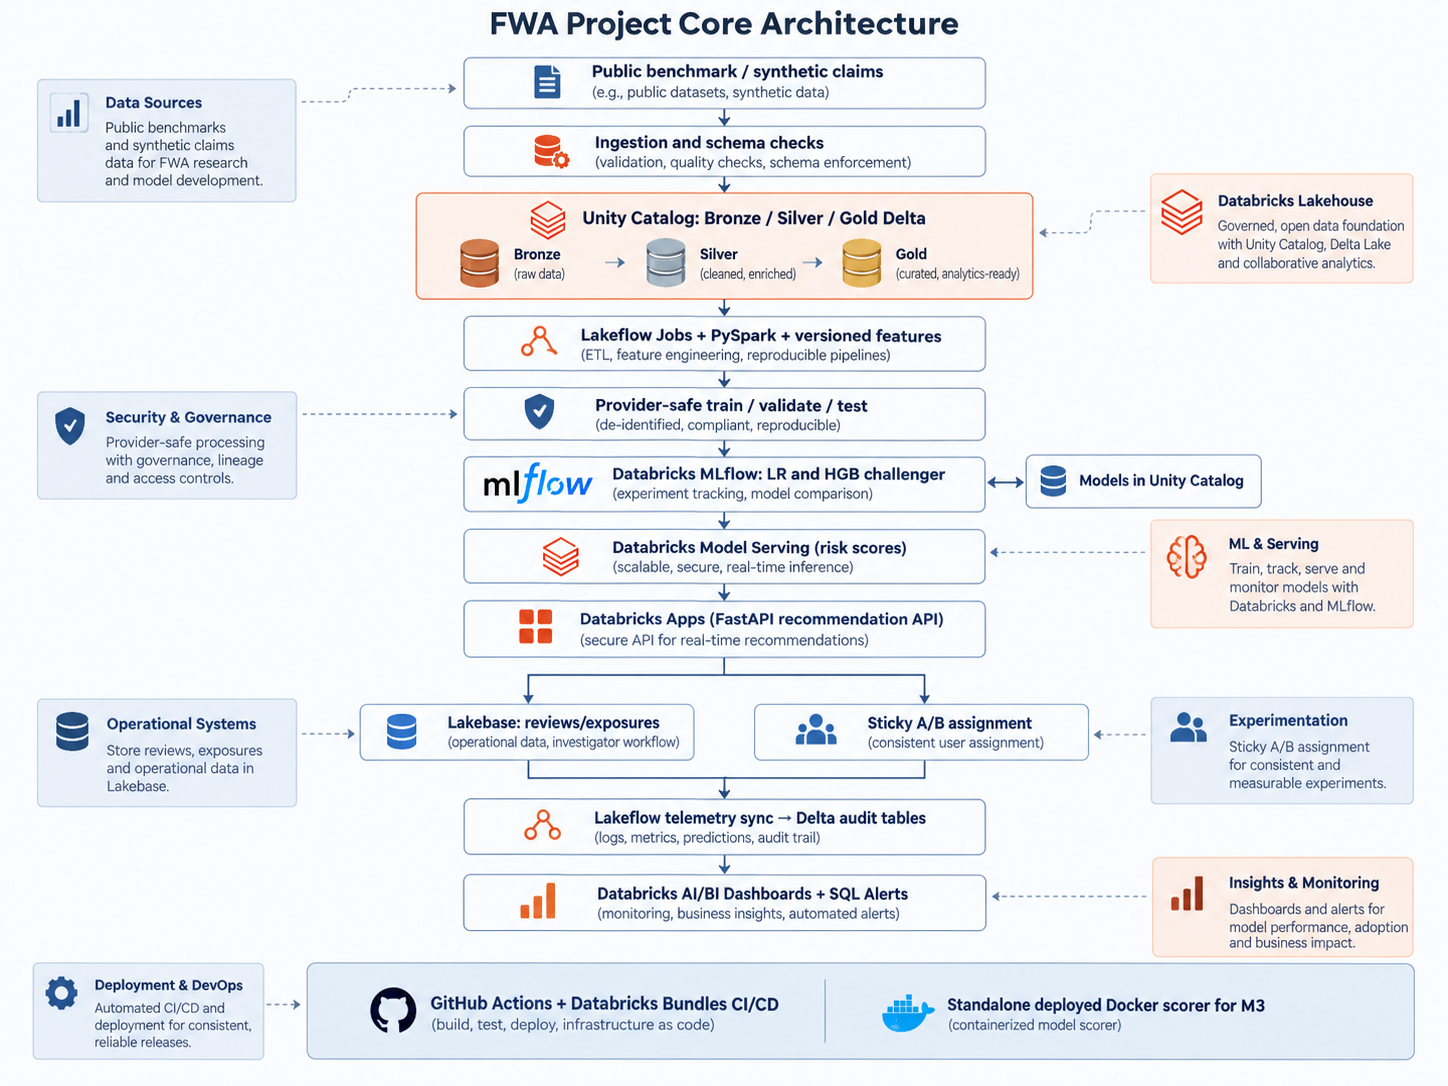 FWA Project Core Architecture
Public benchmark / synthetic claims
(e.g., public datasets, synthetic data)
Data Sources
Public benchmarks
and synthetic claims
data for FWA research
and model development.
Ingestion and schema checks
(validation, quality checks, schema enforcement)
Unity Catalog: Bronze / Silver / Gold Delta
Bronze
(raw data)
Silver
(cleaned, enriched)
Gold
(curated, analytics-ready)
Databricks Lakehouse
Governed, open data foundation
with Unity Catalog, Delta Lake
and collaborative analytics.
Lakeflow Jobs + PySpark + versioned features
(ETL, feature engineering, reproducible pipelines)
Security & Governance
Provider-safe processing
with governance, lineage
and access controls.
Provider-safe train / validate / test
(de-identified, compliant, reproducible)
mlflow
Databricks MLflow: LR and HGB challenger
(experiment tracking, model comparison)
Models in Unity Catalog
Databricks Model Serving (risk scores)
(scalable, secure, real-time inference)
ML & Serving
Train, track, serve and
monitor models with
Databricks and MLflow.
Databricks Apps (FastAPI recommendation API)
(secure API for real-time recommendations)
Operational Systems
Store reviews, exposures
and operational data in
Lakebase.
Lakebase: reviews/exposures
(operational data, investigator workflow)
Sticky A/B assignment
(consistent user assignment)
Experimentation
Sticky A/B assignment
for consistent and
measurable experiments.
Lakeflow telemetry sync → Delta audit tables
(logs, metrics, predictions, audit trail)
Databricks AI/BI Dashboards + SQL Alerts
(monitoring, business insights, automated alerts)
Insights & Monitoring
Dashboards and alerts for
model performance, adoption
and business impact.
Deployment & DevOps
Automated CI/CD and
deployment for consistent,
reliable releases.
GitHub Actions + Databricks Bundles CI/CD
(build, test, deploy, infrastructure as code)
Standalone deployed Docker scorer for M3
(containerized model scorer)